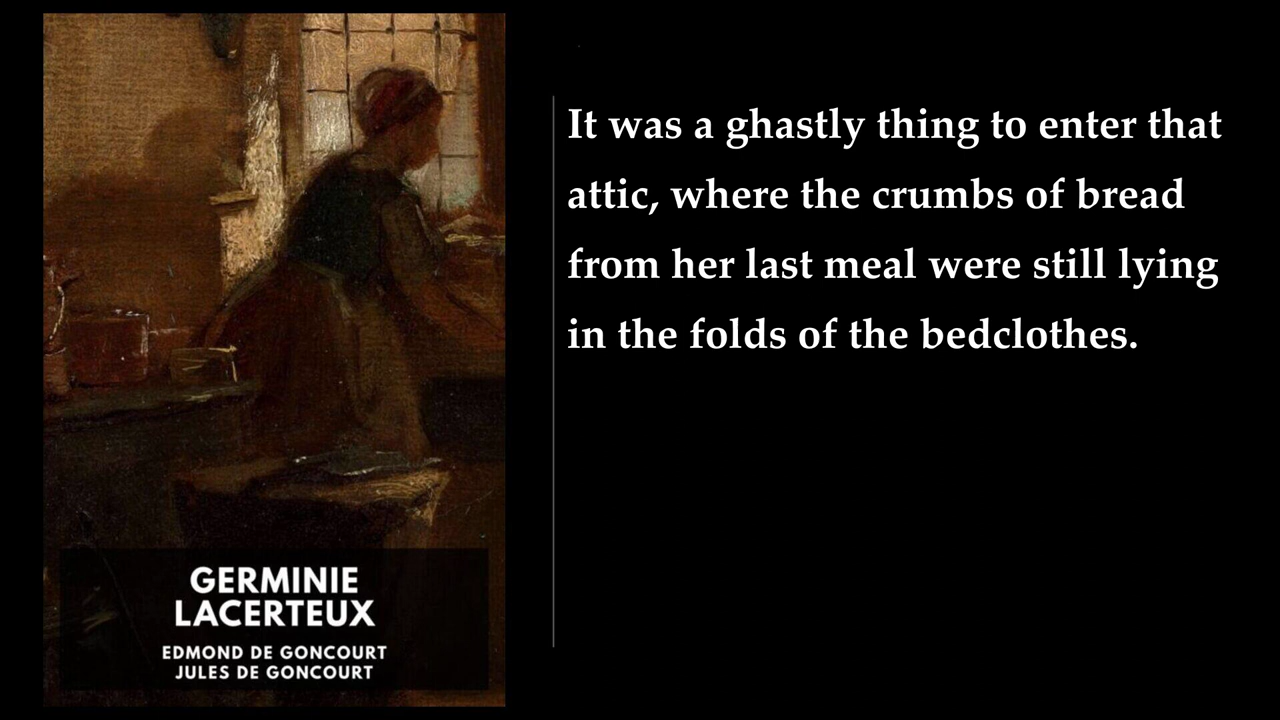 It was a ghastly thing to enter that
attic, where the crumbs of bread
from her last meal were still lying
in the folds of the bedclothes.
GERMINIE
LACERTEUX
EDMOND DE GONCOURT
JULES DE GONCOURT